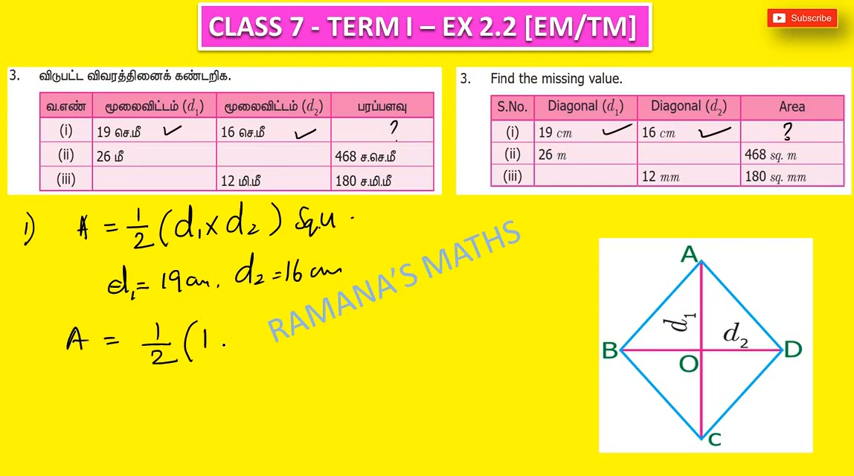 CLASS 7 - TERM I – EX 2.2 [EM/TM]
Subscribe
3. விடுபட்ட விவரத்தினைக் கண்டறிக.
வ.எண் மூலைவிட்டம் (d₁) மூலைவிட்டம் (d₂) பரப்பளவு
(i) 19 செ.மீ ✓ 16 செ.மீ ✓ ?
(ii) 26 மீ 468 ச.செ.மீ
(iii) 12 மி.மீ 180 ச.மி.மீ
3. Find the missing value.
S.No. Diagonal (d₁) Diagonal (d₂) Area
(i) 19 cm ✓ 16 cm ✓ ?
(ii) 26 m 468 sq. m
(iii) 12 mm 180 sq. mm
i) A = 1/2 (d₁ x d₂) Squ.
d₁ = 19 cm, d₂ = 16 cm
A = 1/2 (1
RAMANA'S MATHS
A
d₁
d₂
B
O
D
C